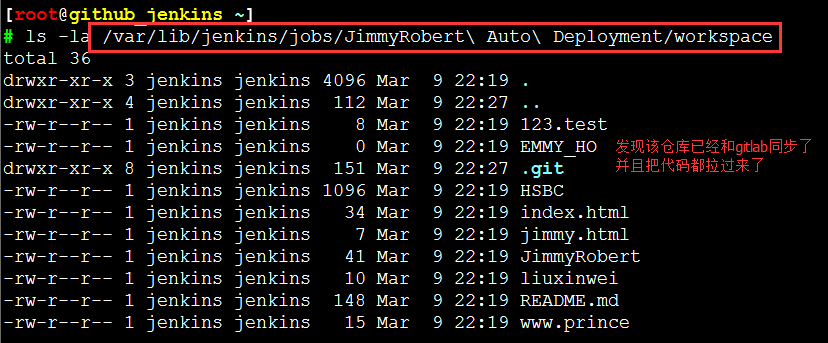 [root@github_jenkins ~]
# ls -la /var/lib/jenkins/jobs/JimmyRobert\ Auto\ Deployment/workspace
total 36
drwxr-xr-x 3 jenkins jenkins 4096 Mar  9 22:19 .
drwxr-xr-x 4 jenkins jenkins  112 Mar  9 22:27 ..
-rw-r--r-- 1 jenkins jenkins    8 Mar  9 22:19 123.test
-rw-r--r-- 1 jenkins jenkins    0 Mar  9 22:19 EMMY_HO 发现该仓库已经和gitlab同步了
并且把代码都拉过来了
drwxr-xr-x 8 jenkins jenkins  151 Mar  9 22:27 .git
-rw-r--r-- 1 jenkins jenkins 1096 Mar  9 22:19 HSBC
-rw-r--r-- 1 jenkins jenkins   34 Mar  9 22:19 index.html
-rw-r--r-- 1 jenkins jenkins    7 Mar  9 22:19 jimmy.html
-rw-r--r-- 1 jenkins jenkins   41 Mar  9 22:19 JimmyRobert
-rw-r--r-- 1 jenkins jenkins   10 Mar  9 22:19 liuxinwei
-rw-r--r-- 1 jenkins jenkins  148 Mar  9 22:19 README.md
-rw-r--r-- 1 jenkins jenkins   15 Mar  9 22:19 www.prince